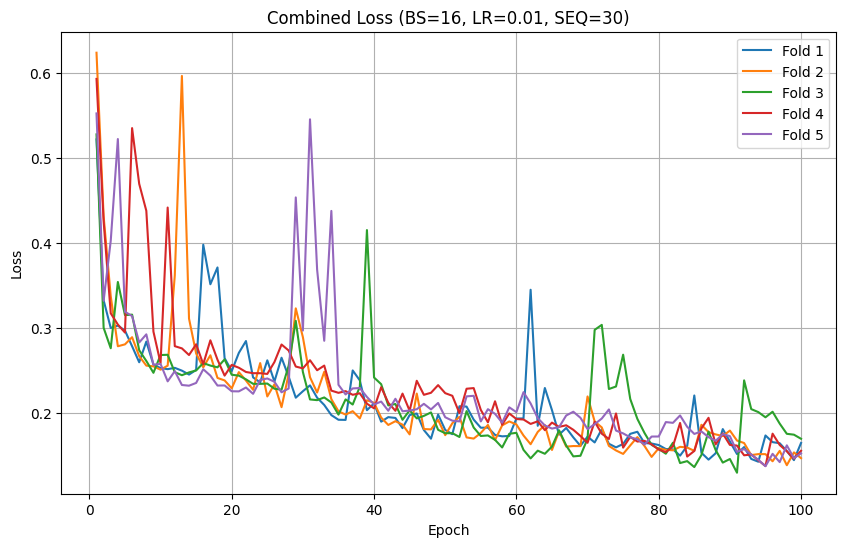 Combined Loss (BS=16, LR=0.01, SEQ=30)
Fold 1
Fold 2
Fold 3
Fold 4
Fold 5
0.6
0.5
0.4
0.3
0.2
Loss
0
20
40
60
80
100
Epoch